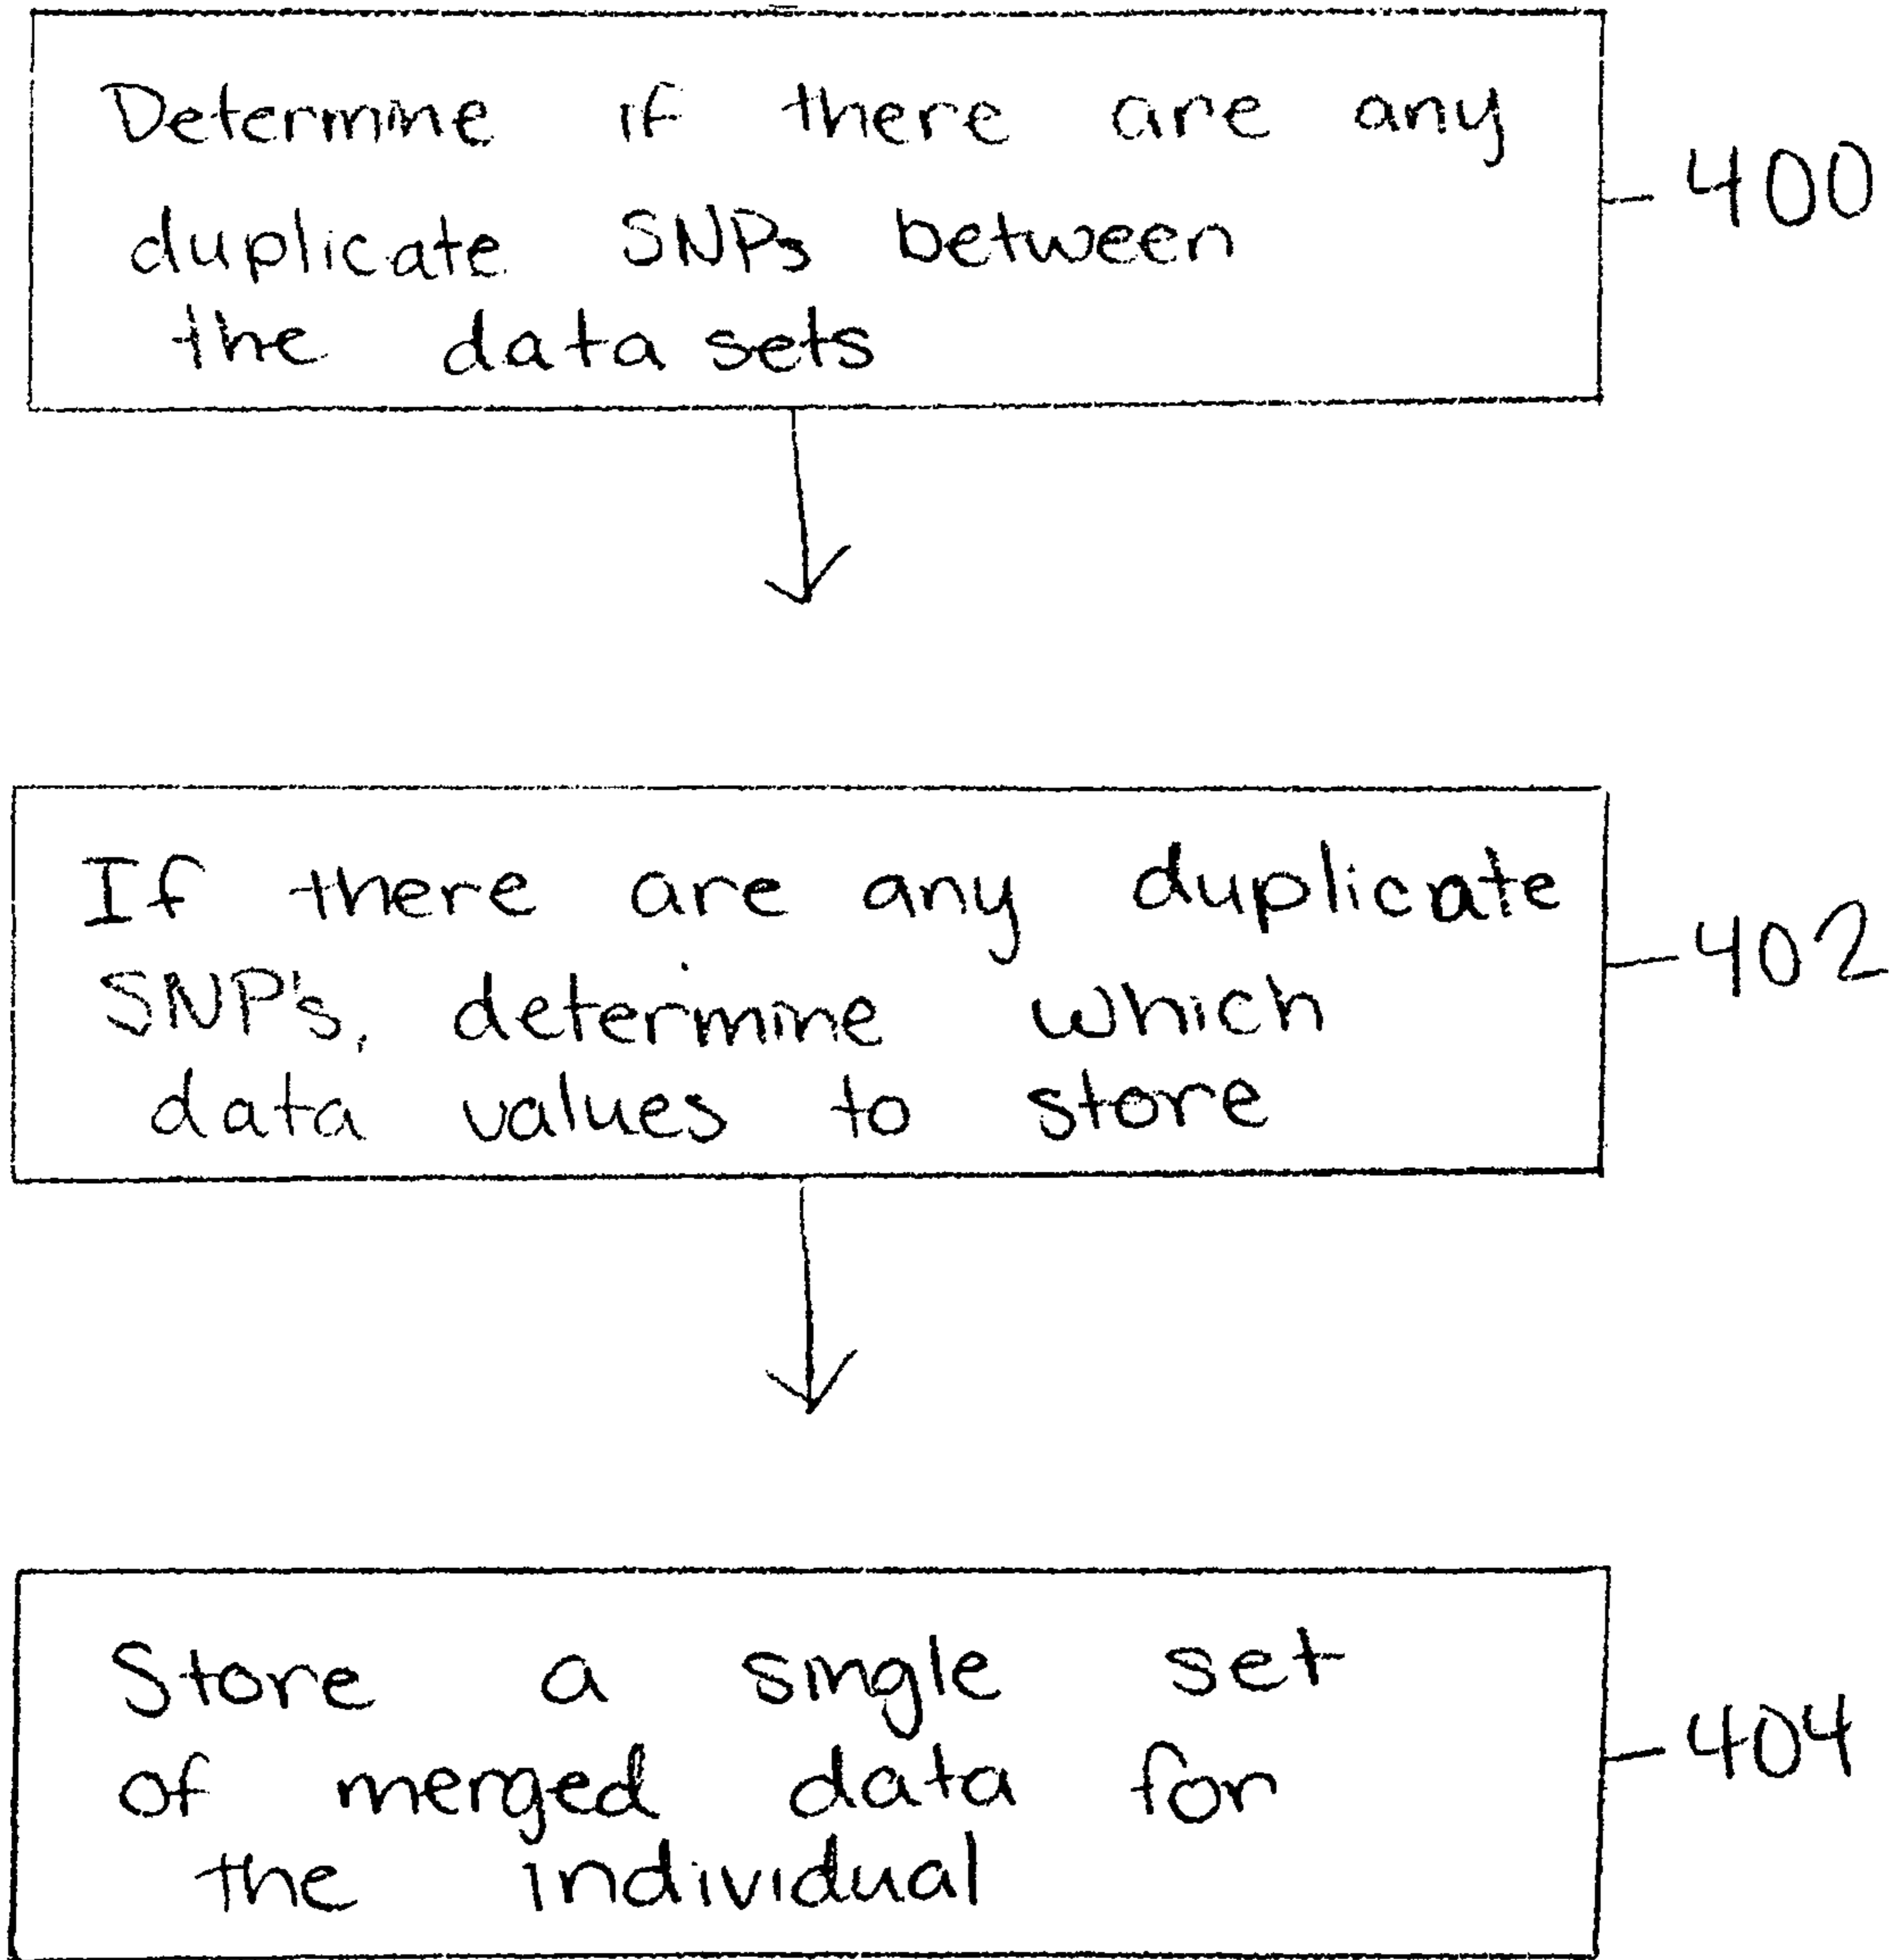 Determine if there are any
duplicate SNPs between
the data sets
400
If there are any duplicate
SNP's, determine which
data values to store
402
Store a single set
of merged data for
the individual
404